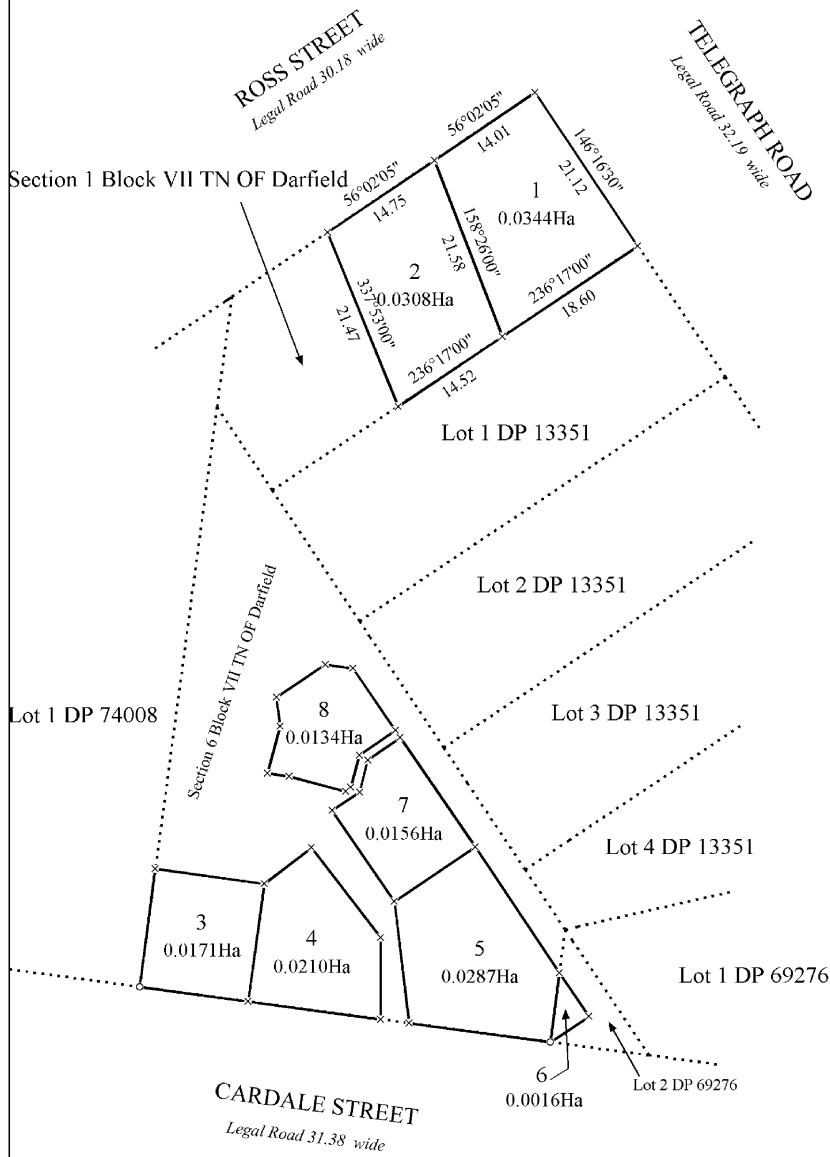 ROSS STREET
Legal Road 30.18 wide
TELEGRAPH ROAD
Legal Road 32.19 wide
56°02'05"
14.01
146°16'30"
21.12
Section 1 Block VII TN OF Darfield
56°02'05"
14.75
1
0.0344Ha
158°26'00"
21.58
2
0.0308Ha
337°53'00"
21.47
236°17'00"
18.60
236°17'00"
14.52
Lot 1 DP 13351
Lot 2 DP 13351
Section 6 Block VII TN OF Darfield
Lot 1 DP 74008
Lot 3 DP 13351
8
0.0134Ha
7
0.0156Ha
Lot 4 DP 13351
3
0.0171Ha
4
0.0210Ha
5
0.0287Ha
Lot 1 DP 69276
6
0.0016Ha
Lot 2 DP 69276
CARDALE STREET
Legal Road 31.38 wide